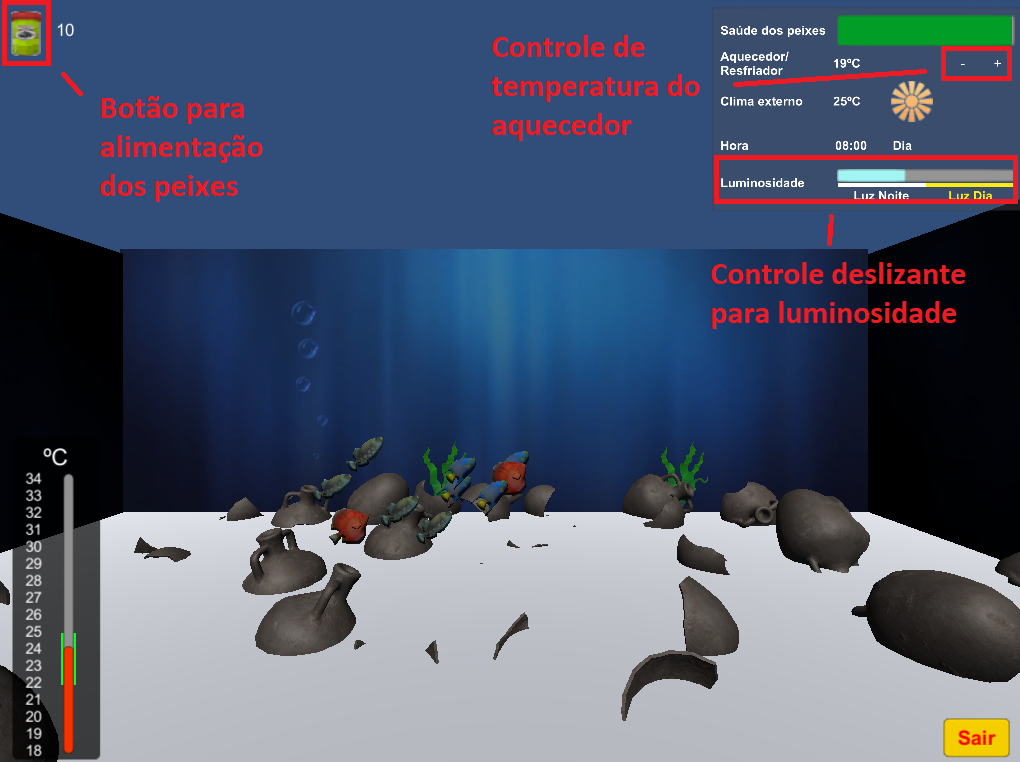 10
Botão para
alimentação
dos peixes
Controle de
temperatura do
aquecedor
Saúde dos peixes
Aquecedor/
Resfriador
19ºC
- +
Clima externo 25ºC
Hora 08:00 Dia
Luminosidade
Luz Noite Luz Dia
Controle deslizante
para luminosidade
ºC
34
33
32
31
30
29
28
27
26
25
24
23
22
21
20
19
18
Sair